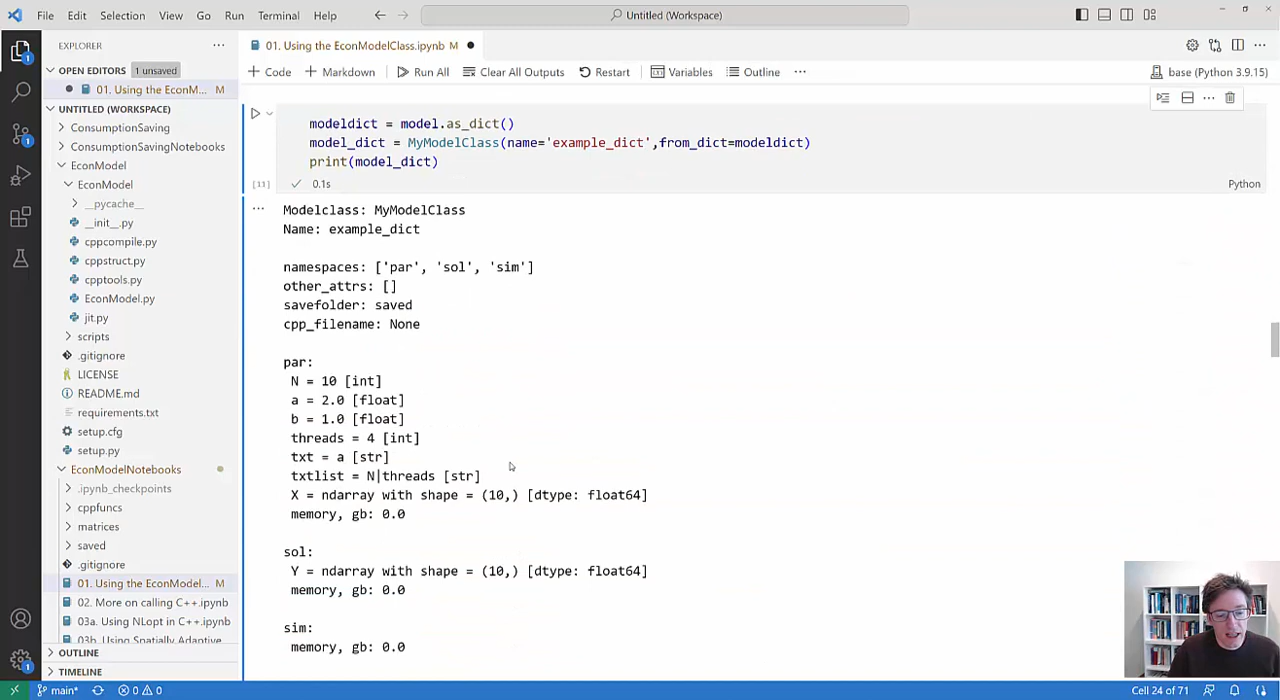 File Edit Selection View Go Run Terminal Help
Untitled (Workspace)
EXPLORER
01. Using the EconModelClass.ipynb M
OPEN EDITORS 1 unsaved
01. Using the EconM... M
UNTITLED (WORKSPACE)
ConsumptionSaving
ConsumptionSavingNotebooks
EconModel
EconModel
__pycache__
__init__.py
cppcompile.py
cppstruct.py
cpptools.py
EconModel.py
jit.py
scripts
.gitignore
LICENSE
README.md
requirements.txt
setup.cfg
setup.py
EconModelNotebooks
.ipynb_checkpoints
cppfuncs
matrices
saved
.gitignore
01. Using the EconModel... M
02. More on calling C++.ipynb
03a. Using NLopt in C++.ipynb
03b. Using Spatially Adaptive
OUTLINE
TIMELINE
Code Markdown Run All Clear All Outputs Restart Variables Outline ...
base (Python 3.9.15)
modeldict = model.as_dict()
model_dict = MyModelClass(name='example_dict',from_dict=modeldict)
print(model_dict)
[11] 0.1s Python
Modelclass: MyModelClass
Name: example_dict
namespaces: ['par', 'sol', 'sim']
other_attrs: []
savefolder: saved
cpp_filename: None
par:
N = 10 [int]
a = 2.0 [float]
b = 1.0 [float]
threads = 4 [int]
txt = a [str]
txtlist = N|threads [str]
X = ndarray with shape = (10,) [dtype: float64]
memory, gb: 0.0
sol:
Y = ndarray with shape = (10,) [dtype: float64]
memory, gb: 0.0
sim:
memory, gb: 0.0
main* 0 0 Cell 24 of 71